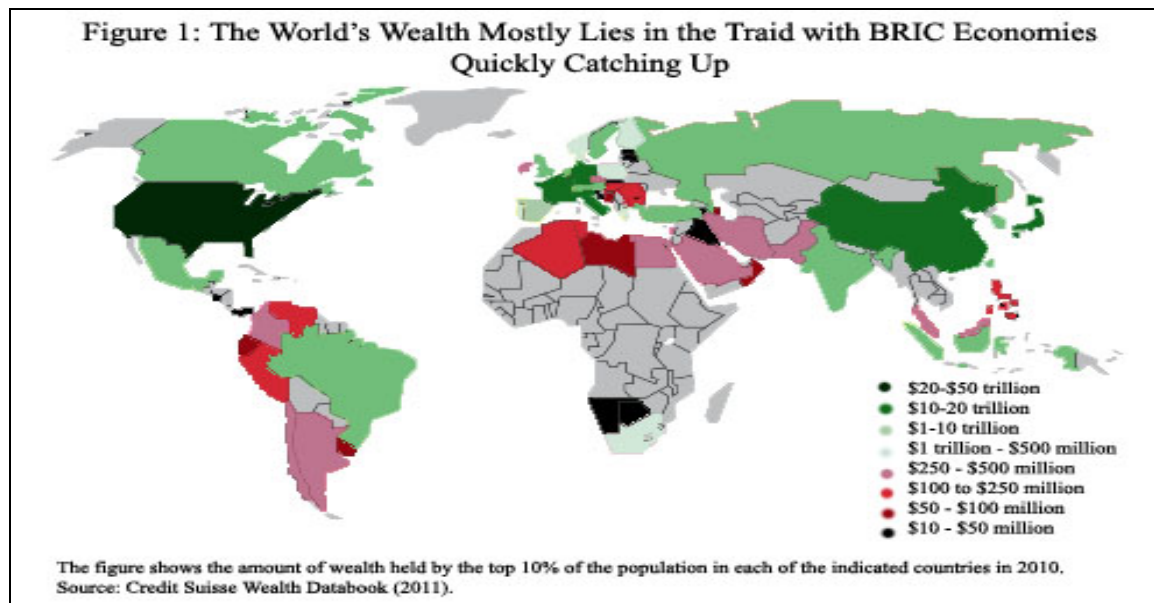 Figure 1: The World's Wealth Mostly Lies in the Traid with BRIC Economies
Quickly Catching Up
$20-$50 trillion
$10-20 trillion
$1-10 trillion
$1 trillion - $500 million
$250 - $500 million
$100 to $250 million
$50 - $100 million
$10 - $50 million
The figure shows the amount of wealth held by the top 10% of the population in each of the indicated countries in 2010.
Source: Credit Suisse Wealth Databook (2011).